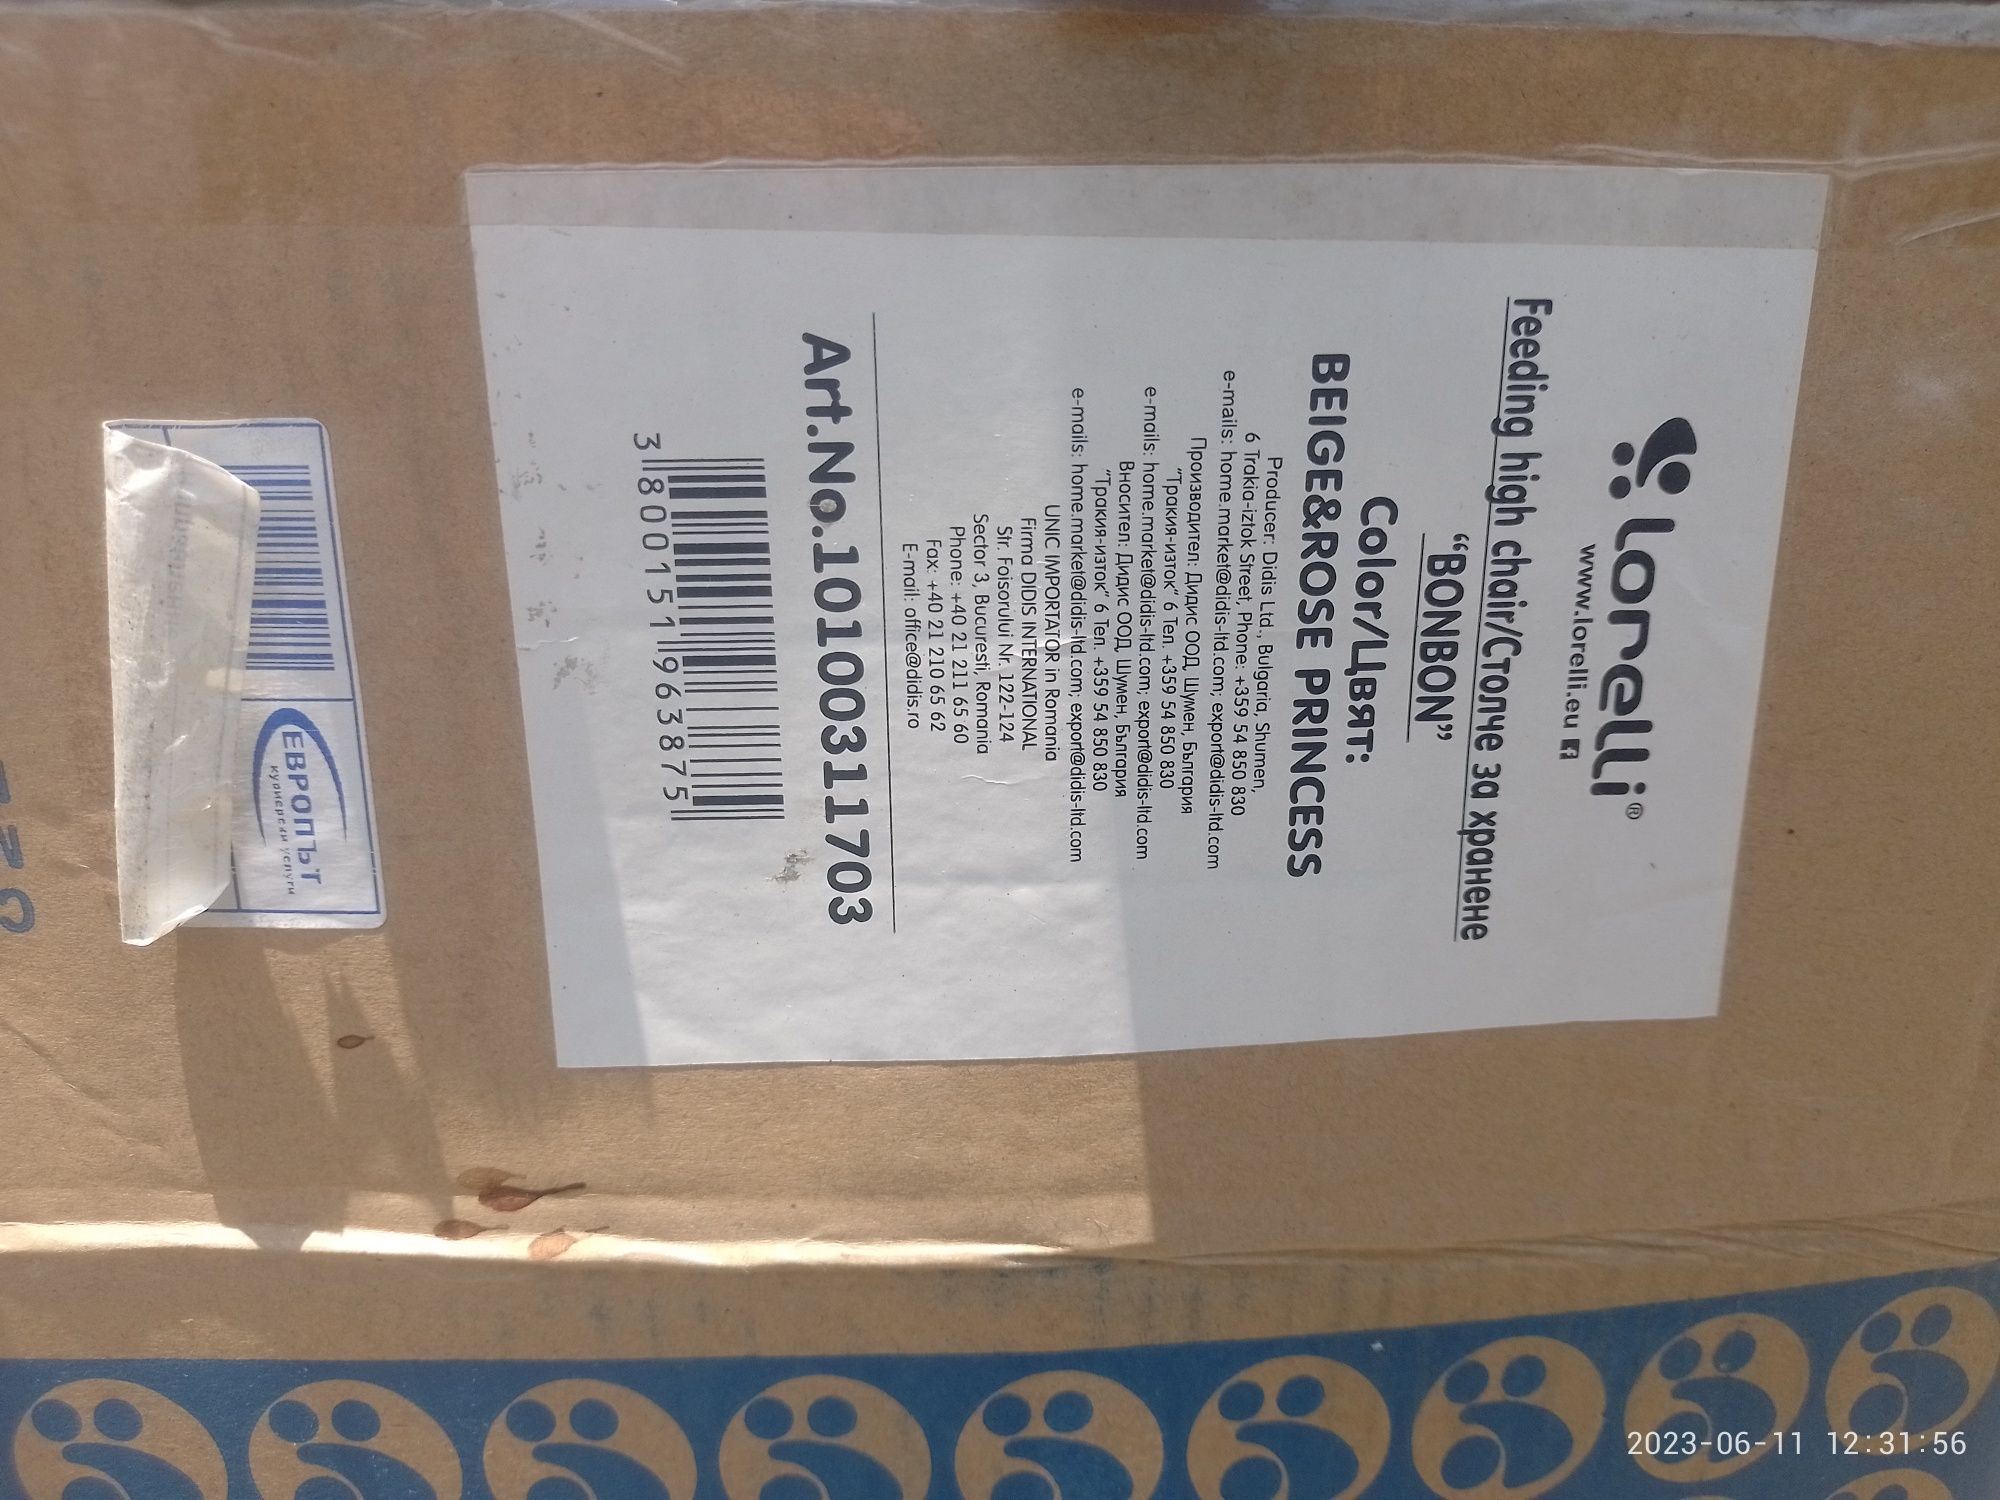 lorelli®
www.lorelli.eu
Feeding high chair/Столче за хранене
“BONBON”
Color/Цвят:
BEIGE&ROSE PRINCESS
Producer: Didis Ltd., Bulgaria, Shumen,
6 Trakia-iztok Street, Phone: +359 54 850 830
e-mails: home.market@didis-ltd.com; export@didis-ltd.com
Производител: Дидис ООД, Шумен, България
“Тракия-изток” 6 Тел. +359 54 850 830
e-mails: home.market@didis-ltd.com; export@didis-ltd.com
Вносител: Дидис ООД, Шумен, България
“Тракия-изток” 6 Тел. +359 54 850 830
e-mails: home.market@didis-ltd.com; export@didis-ltd.com
UNIC IMPORTATOR in Romania
Firma DIDIS INTERNATIONAL
Str. Foisorului Nr. 122-124
Sector 3, Bucuresti, Romania
Phone: +40 21 211 65 60
Fax: +40 21 210 65 62
E-mail: office@didis.ro
Art.No.10100311703
3 800151 963875
ЕВРОПЪТ
куриерски услуги
2023-06-11 12:31:56